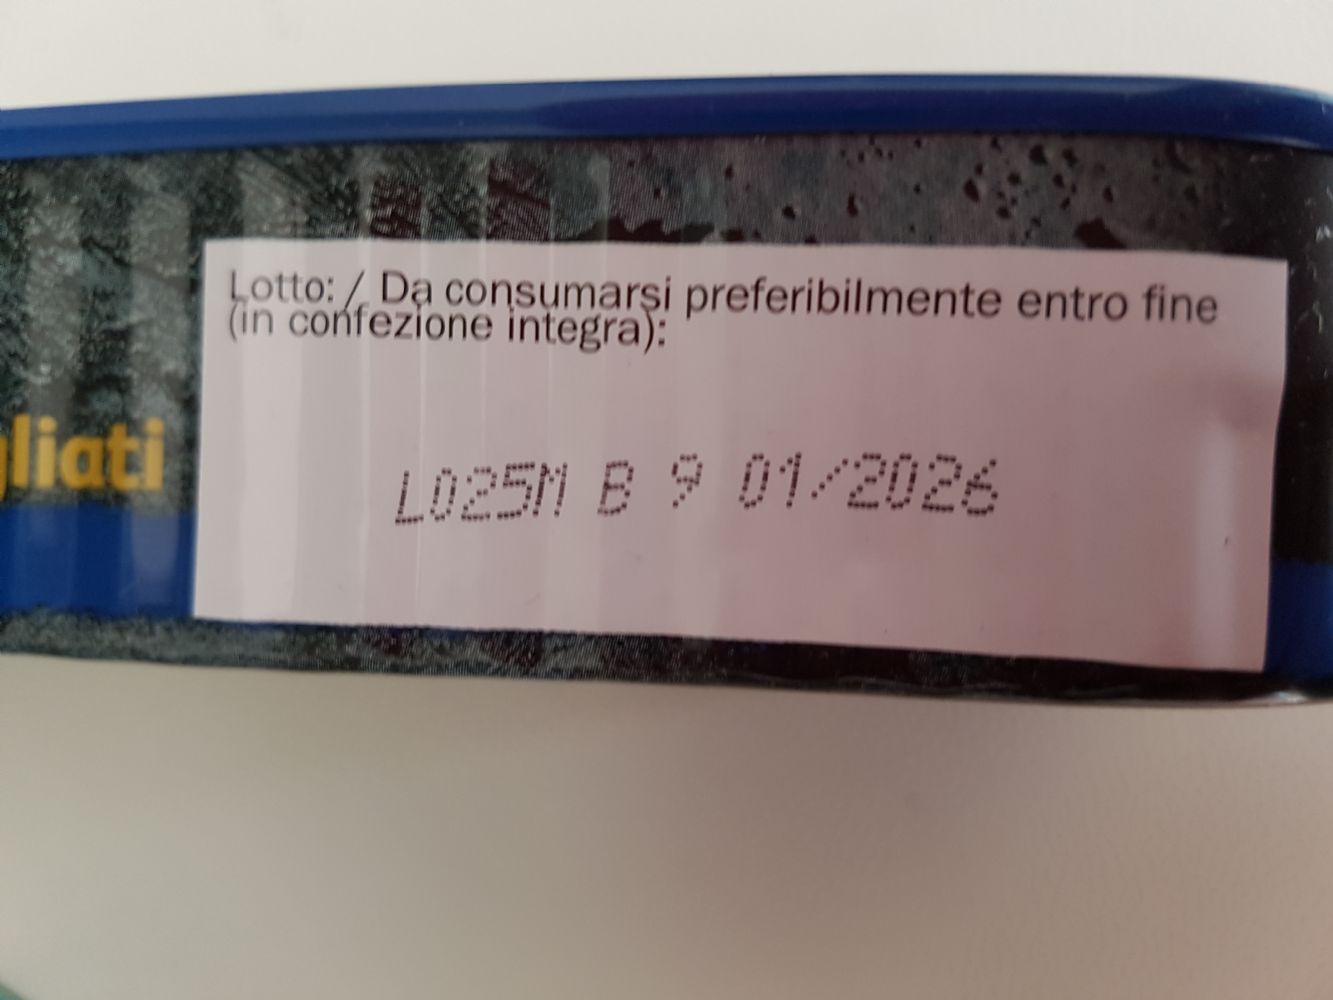 Lotto: / Da consumarsi preferibilmente entro fine
(in confezione integra):
gliati
L025M B 9 01/2026